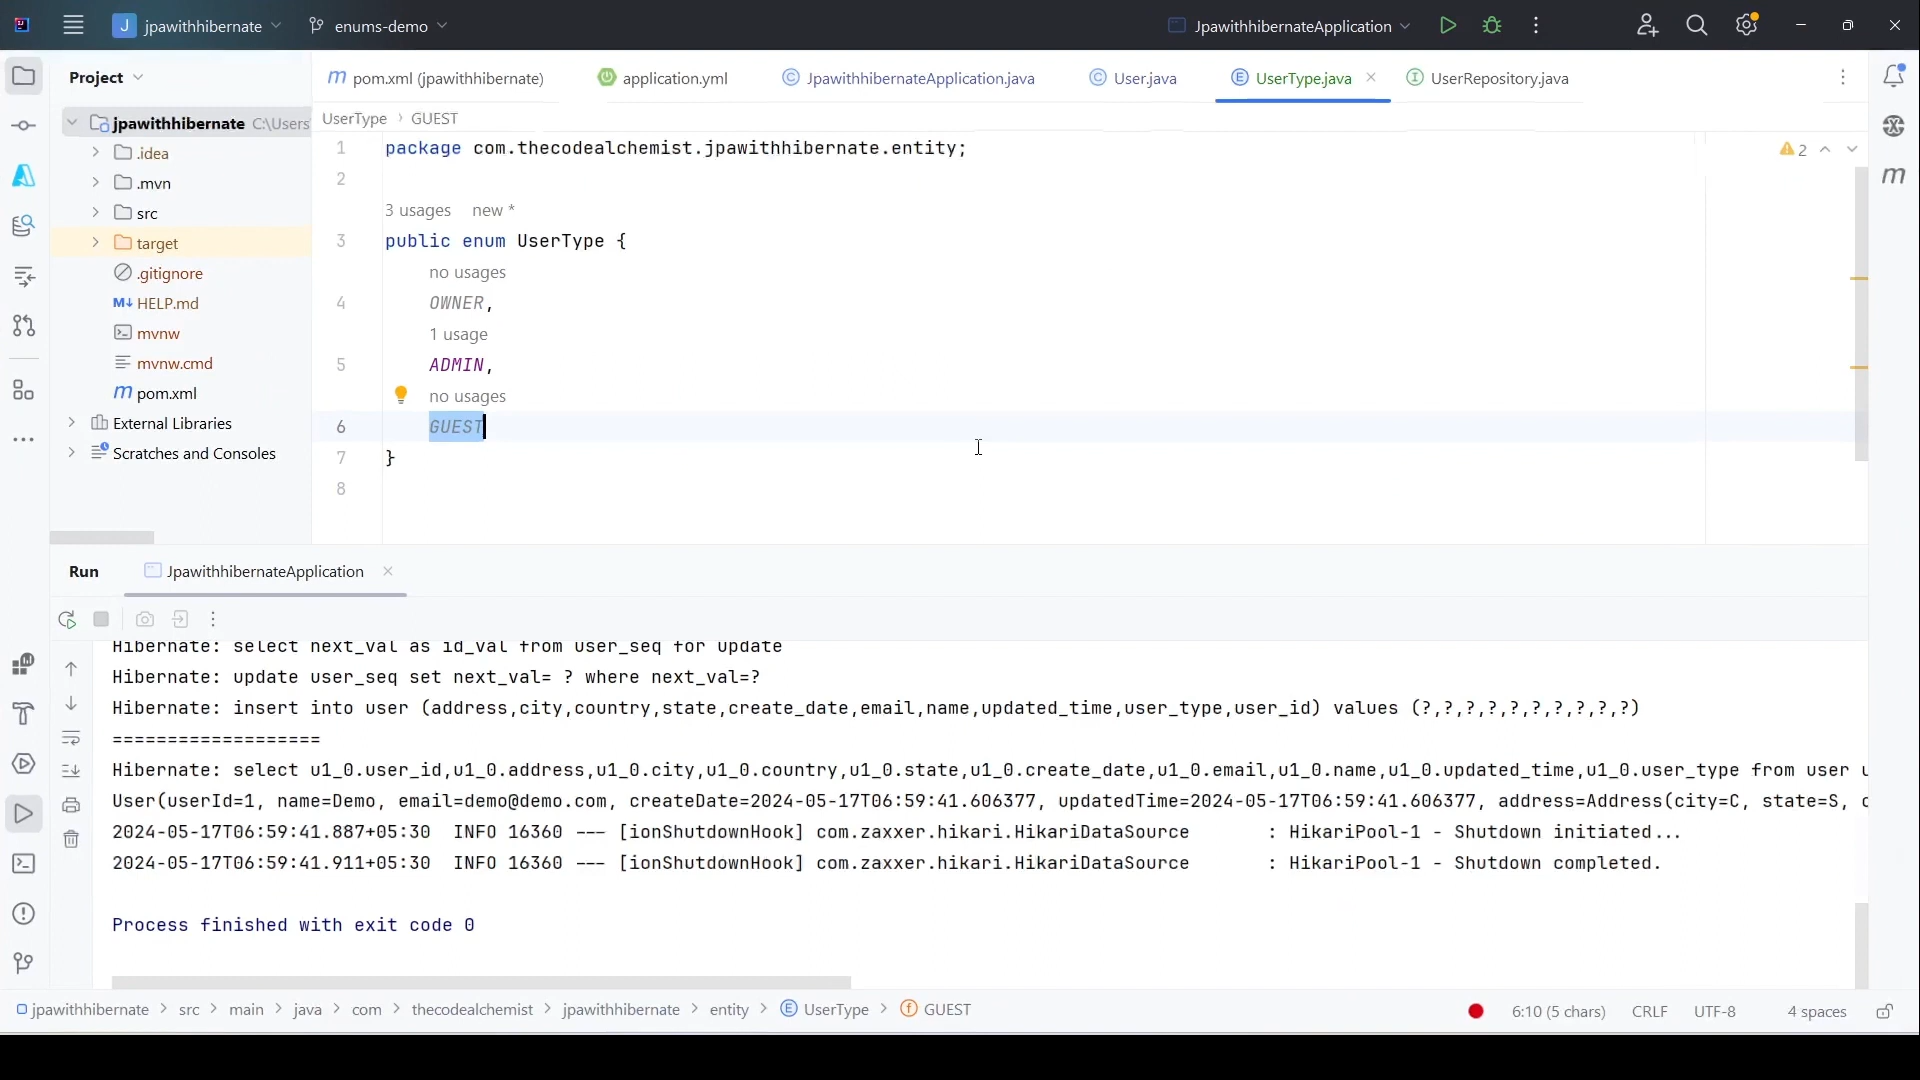 J jpawithhibernate enums-demo JpawithhibernateApplication
Project
pom.xml (jpawithhibernate) application.yml JpawithhibernateApplication.java User.java UserType.java UserRepository.java
jpawithhibernate C:\Users
.idea
.mvn
src
target
.gitignore
HELP.md
mvnw
mvnw.cmd
pom.xml
External Libraries
Scratches and Consoles
UserType > GUEST
2
1 package com.thecodealchemist.jpawithhibernate.entity;
2
3 usages new *
3 public enum UserType {
no usages
4 OWNER,
1 usage
5 ADMIN,
no usages
6 GUEST
7 }
8
Run JpawithhibernateApplication
Hibernate: select next_val as id_val from user_seq for update
Hibernate: update user_seq set next_val= ? where next_val=?
Hibernate: insert into user (address,city,country,state,create_date,email,name,updated_time,user_type,user_id) values (?,?,?,?,?,?,?,?,?,?)
===================
Hibernate: select u1_0.user_id,u1_0.address,u1_0.city,u1_0.country,u1_0.state,u1_0.create_date,u1_0.email,u1_0.name,u1_0.updated_time,u1_0.user_type from user u
User(userId=1, name=Demo, email=demo@demo.com, createDate=2024-05-17T06:59:41.606377, updatedTime=2024-05-17T06:59:41.606377, address=Address(city=C, state=S, c
2024-05-17T06:59:41.887+05:30 INFO 16360 --- [ionShutdownHook] com.zaxxer.hikari.HikariDataSource : HikariPool-1 - Shutdown initiated...
2024-05-17T06:59:41.911+05:30 INFO 16360 --- [ionShutdownHook] com.zaxxer.hikari.HikariDataSource : HikariPool-1 - Shutdown completed.
Process finished with exit code 0
jpawithhibernate > src > main > java > com > thecodealchemist > jpawithhibernate > entity > UserType > GUEST 6:10 (5 chars) CRLF UTF-8 4 spaces